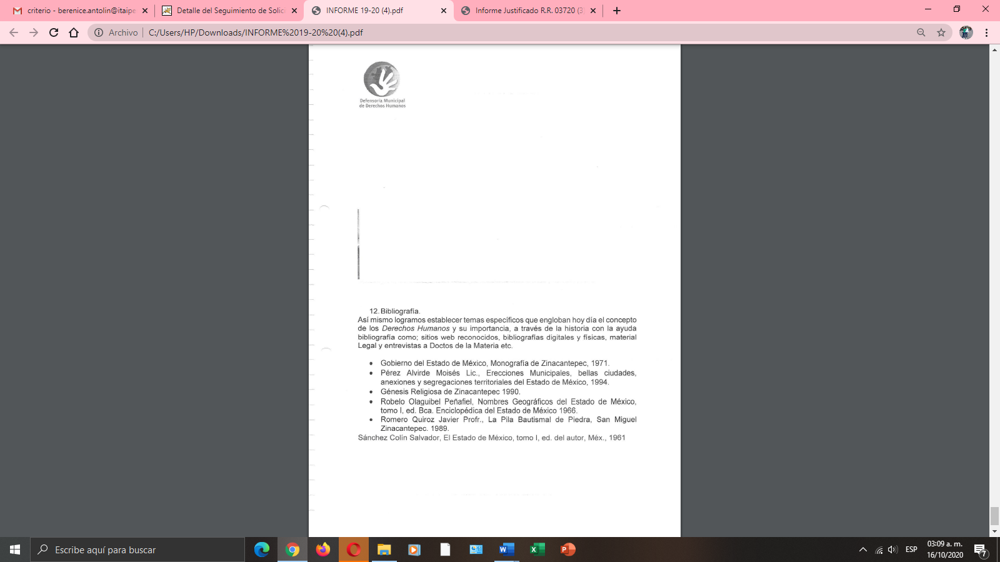 criterio - berenice.antolin@itaipe
Detalle del Seguimiento de Solici
INFORME 19-20 (4).pdf
Informe Justificado R.R. 03720 (3)
Archivo
C:/Users/HP/Downloads/INFORME%2019-20%20(4).pdf
Defensoría Municipal
de Derechos Humanos
12. Bibliografía.
Así mismo logramos establecer temas específicos que engloban hoy día el concepto
de los Derechos Humanos y su importancia, a través de la historia con la ayuda
bibliografía como; sitios web reconocidos, bibliografías digitales y físicas, material
Legal y entrevistas a Doctos de la Materia etc.
• Gobierno del Estado de México, Monografía de Zinacantepec, 1971.
• Pérez Alvirde Moisés Lic., Erecciones Municipales, bellas ciudades,
anexiones y segregaciones territoriales del Estado de México, 1994.
• Génesis Religiosa de Zinacantepec 1990.
• Robelo Olaguibel Peñafiel, Nombres Geográficos del Estado de México,
tomo I, ed. Bca. Enciclopédica del Estado de México 1966.
• Romero Quiroz Javier Profr., La Pila Bautismal de Piedra, San Miguel
Zinacantepec. 1989.
Sánchez Colín Salvador, El Estado de México, tomo I, ed. del autor, Méx., 1961
Escribe aquí para buscar
ESP
03:09 a. m.
16/10/2020
7